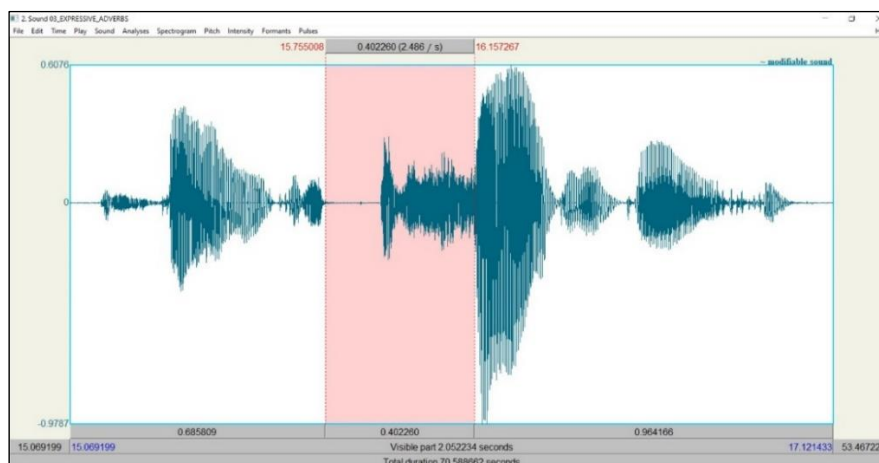 2. Sound 03_EXPRESSIVE_ADVERBS
File Edit Time Play Sound Analyses Spectrogram Pitch Intensity Formants Pulses
15.755008 0.402260 (2.486 / s) 16.157267
0.6076 ~ modifiable sound
0
-0.9787
0.685809 0.402260 0.964166
15.069199 15.069199 Visible part 2.052234 seconds 17.121433 53.46722
Total duration 70.588662 seconds